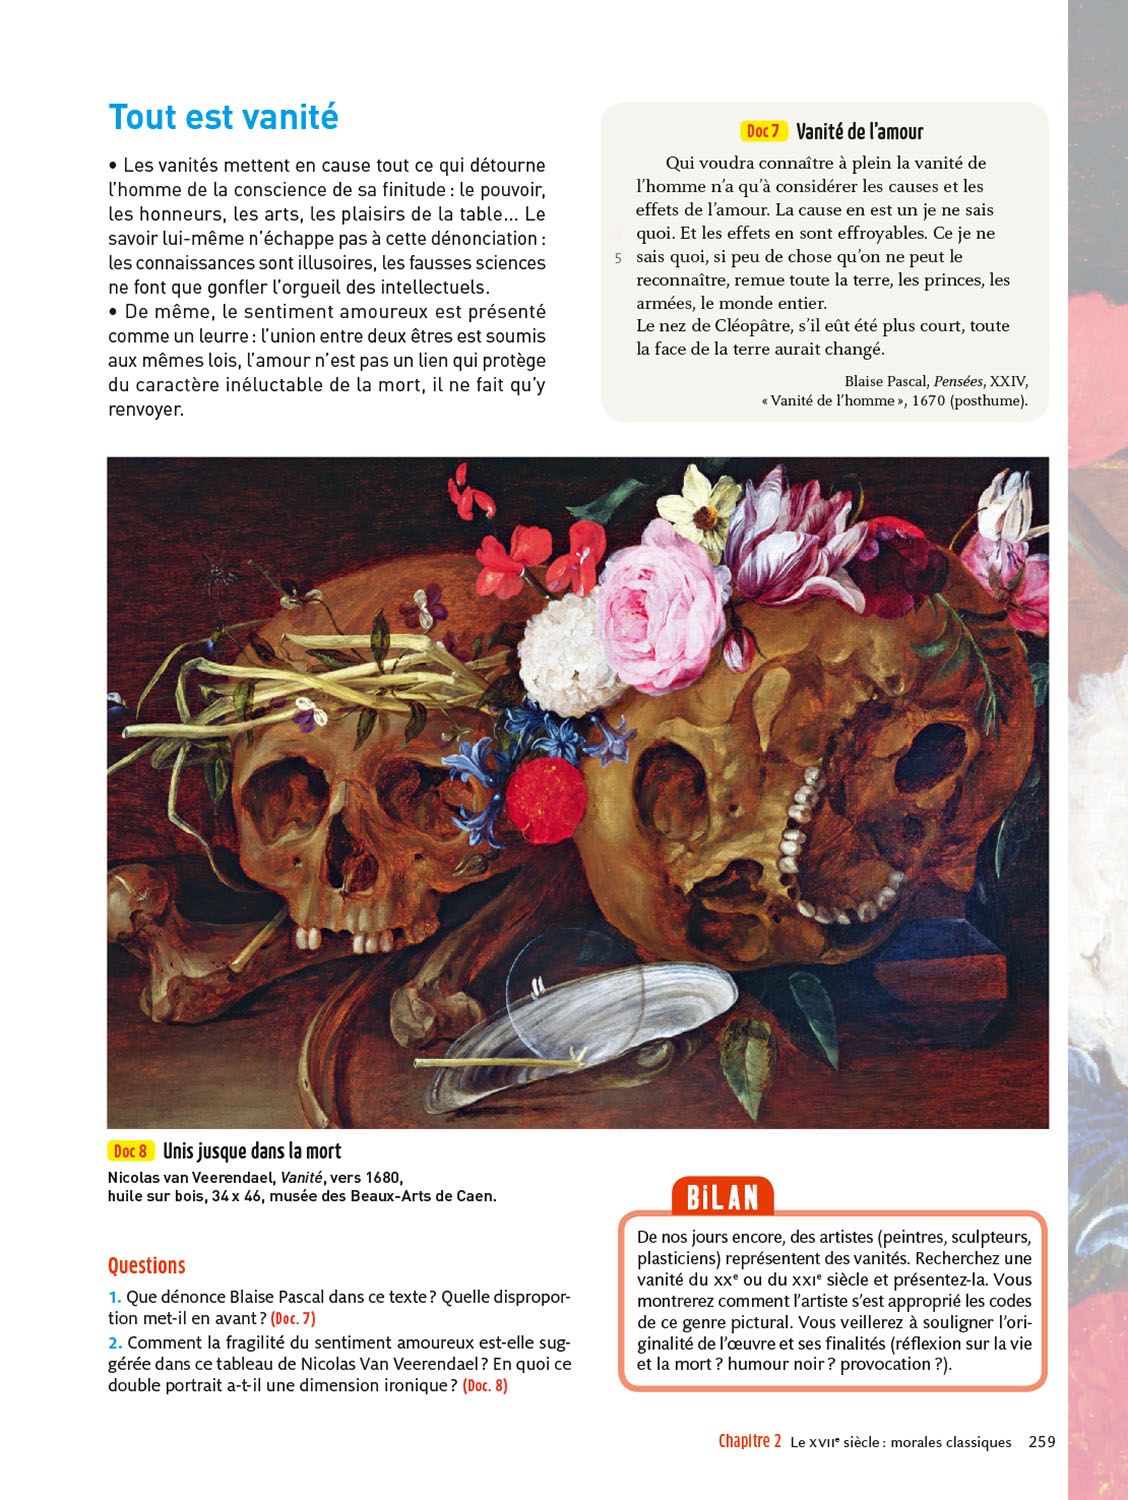 Tout est vanité
• Les vanités mettent en cause tout ce qui détourne
l’homme de la conscience de sa finitude : le pouvoir,
les honneurs, les arts, les plaisirs de la table... Le
savoir lui-même n’échappe pas à cette dénonciation :
les connaissances sont illusoires, les fausses sciences
ne font que gonfler l’orgueil des intellectuels.
• De même, le sentiment amoureux est présenté
comme un leurre : l’union entre deux êtres est soumis
aux mêmes lois, l’amour n’est pas un lien qui protège
du caractère inéluctable de la mort, il ne fait qu’y
renvoyer.
Doc 7 Vanité de l’amour
Qui voudra connaître à plein la vanité de
l’homme n’a qu’à considérer les causes et les
effets de l’amour. La cause en est un je ne sais
quoi. Et les effets en sont effroyables. Ce je ne
5 sais quoi, si peu de chose qu’on ne peut le
reconnaître, remue toute la terre, les princes, les
armées, le monde entier.
Le nez de Cléopâtre, s’il eût été plus court, toute
la face de la terre aurait changé.
Blaise Pascal, Pensées, XXIV,
« Vanité de l’homme », 1670 (posthume).
Doc 8 Unis jusque dans la mort
Nicolas van Veerendael, Vanité, vers 1680,
huile sur bois, 34 x 46, musée des Beaux-Arts de Caen.
Questions
1. Que dénonce Blaise Pascal dans ce texte ? Quelle dispropor-
tion met-il en avant ? (Doc. 7)
2. Comment la fragilité du sentiment amoureux est-elle sug-
gérée dans ce tableau de Nicolas Van Veerendael ? En quoi ce
double portrait a-t-il une dimension ironique ? (Doc. 8)
BiLAN
De nos jours encore, des artistes (peintres, sculpteurs,
plasticiens) représentent des vanités. Recherchez une
vanité du XXe ou du XXIe siècle et présentez-la. Vous
montrerez comment l’artiste s’est approprié les codes
de ce genre pictural. Vous veillerez à souligner l’ori-
ginalité de l’œuvre et ses finalités (réflexion sur la vie
et la mort ? humour noir ? provocation ?).
Chapitre 2 Le XVIIe siècle : morales classiques 259